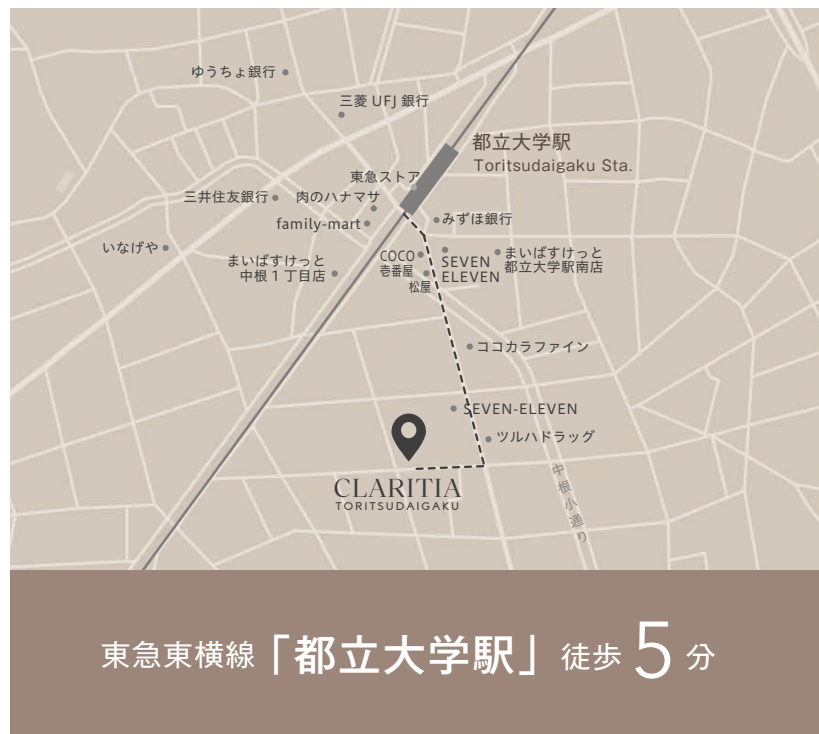 ゆうちょ銀行
三菱 UFJ 銀行
都立大学駅
Toritsudaigaku Sta.
東急ストア
三井住友銀行
肉のハナマサ
family-mart
みずほ銀行
いなげや
まいばすけっと
中根1丁目店
COCO
壱番屋
松屋
SEVEN
ELEVEN
まいばすけっと
都立大学駅南店
ココカラファイン
SEVEN-ELEVEN
ツルハドラッグ
CLARITIA
TORITSUDAIGAKU
中根小通り
東急東横線「都立大学駅」徒歩 5 分